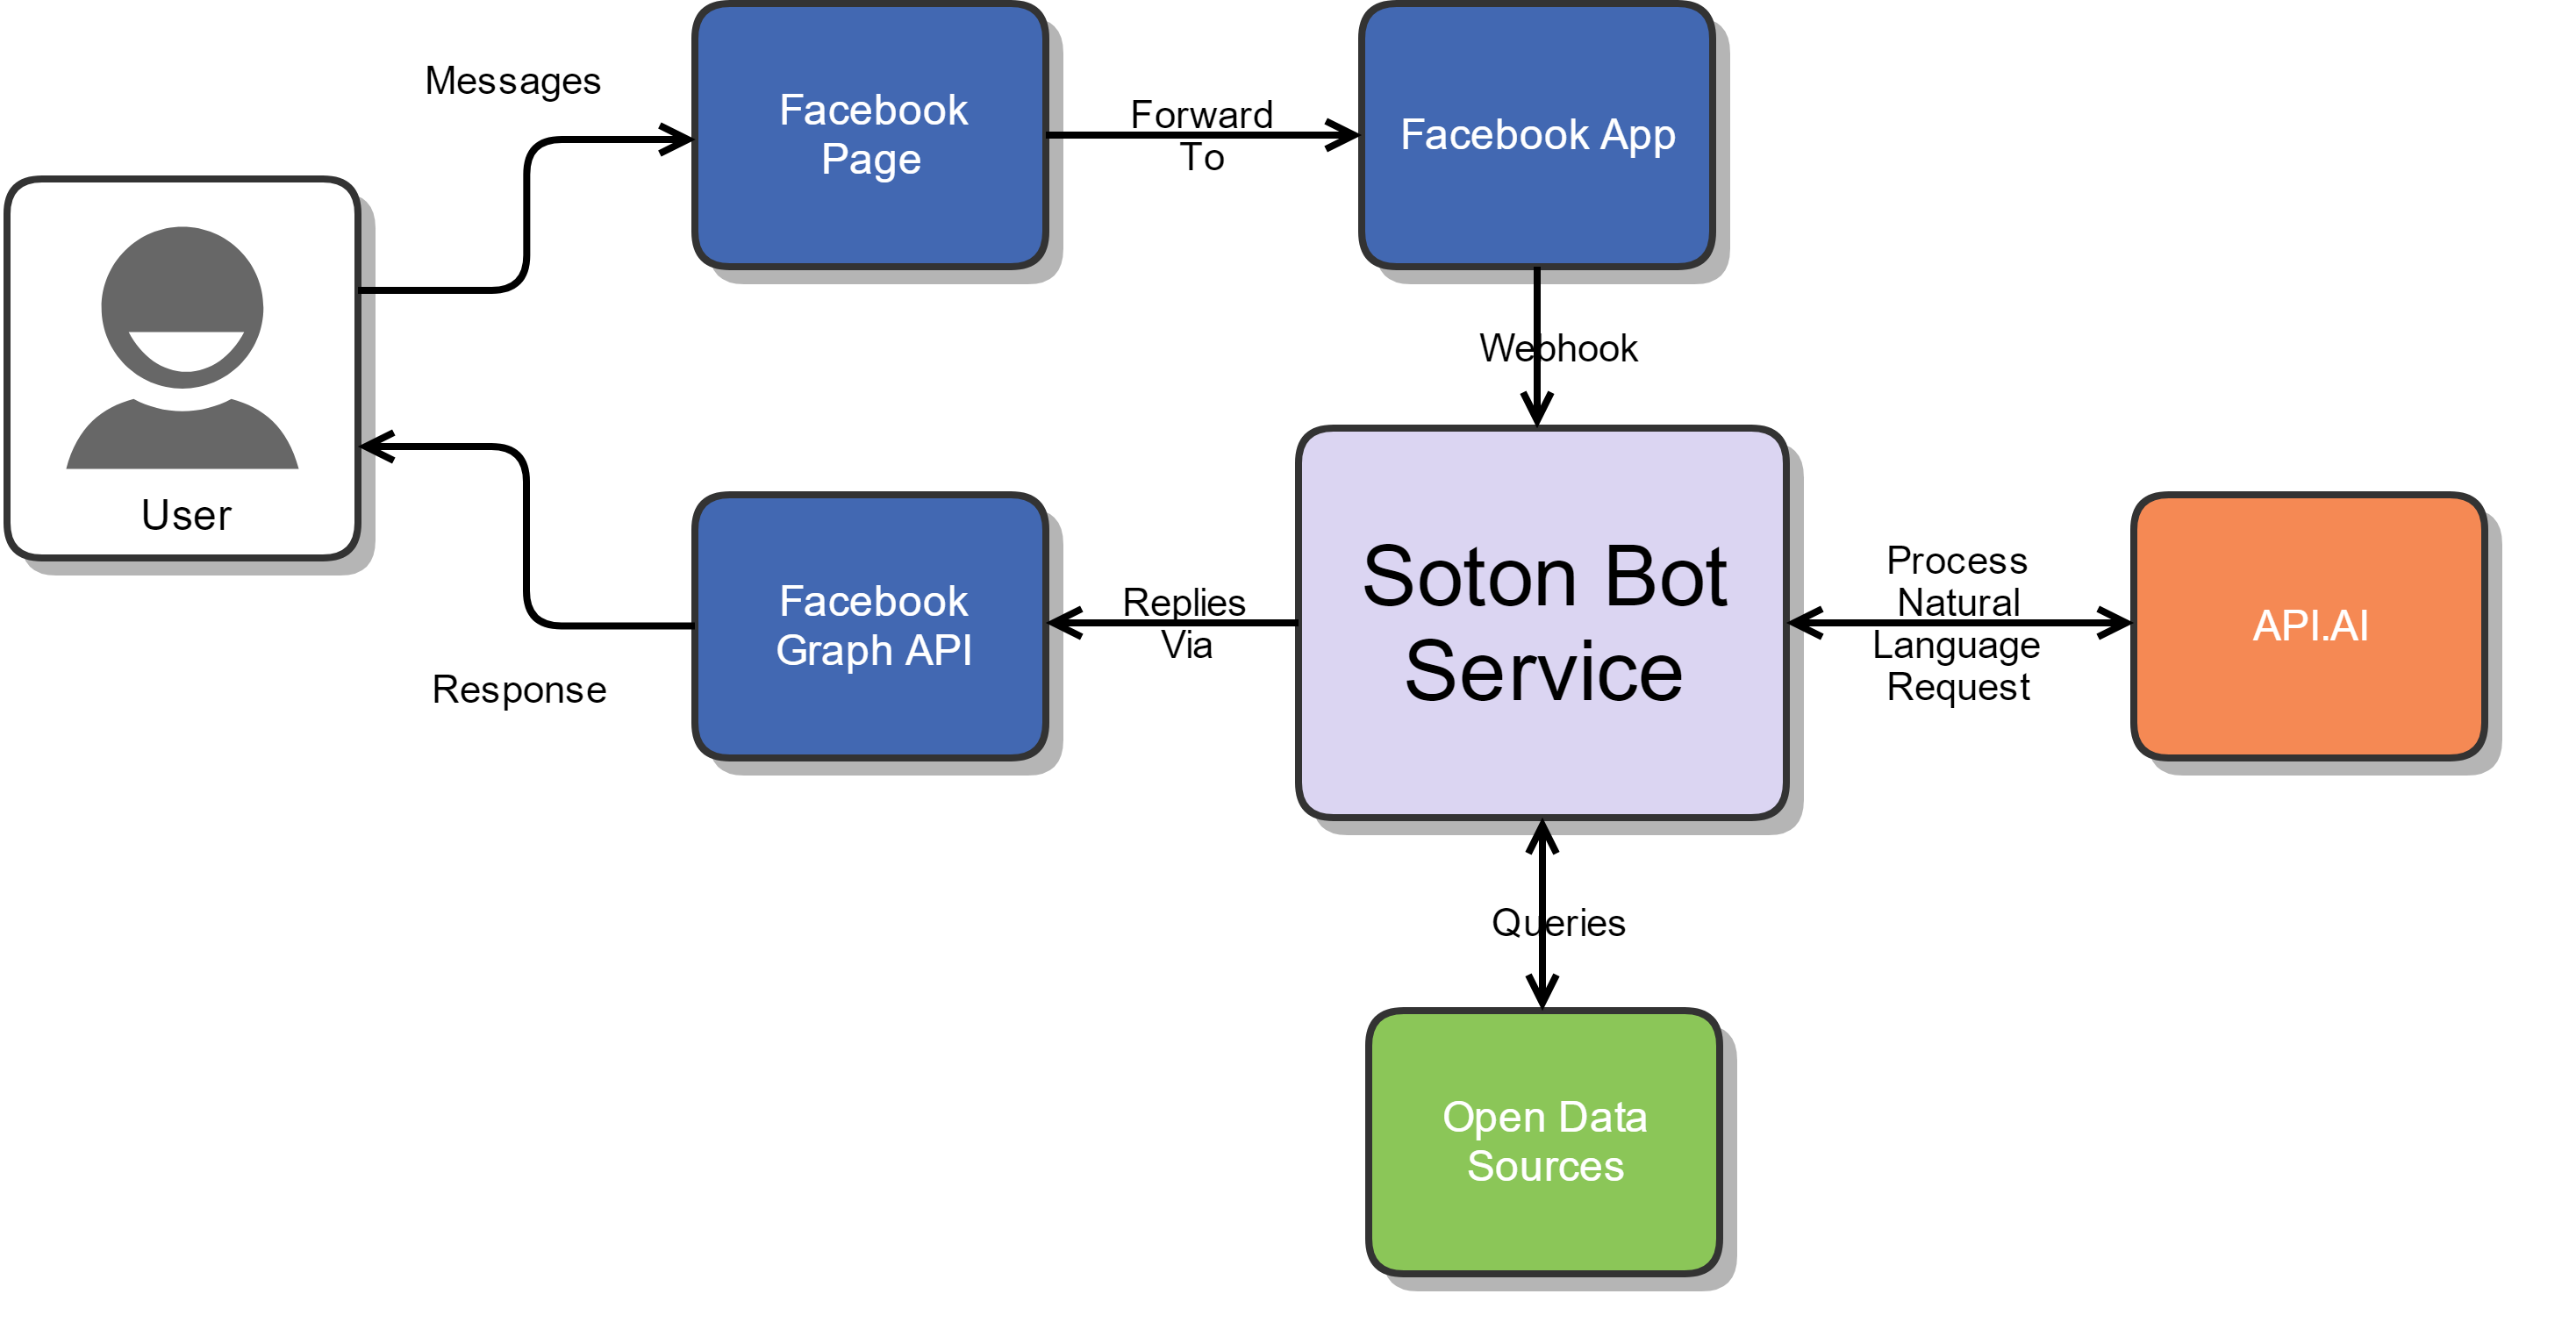 Messages
Facebook
Page
Forward
To
Facebook App
Webhook
User
Facebook
Graph API
Response
Replies
Via
Soton Bot
Service
Process
Natural
Language
Request
API.AI
Queries
Open Data
Sources